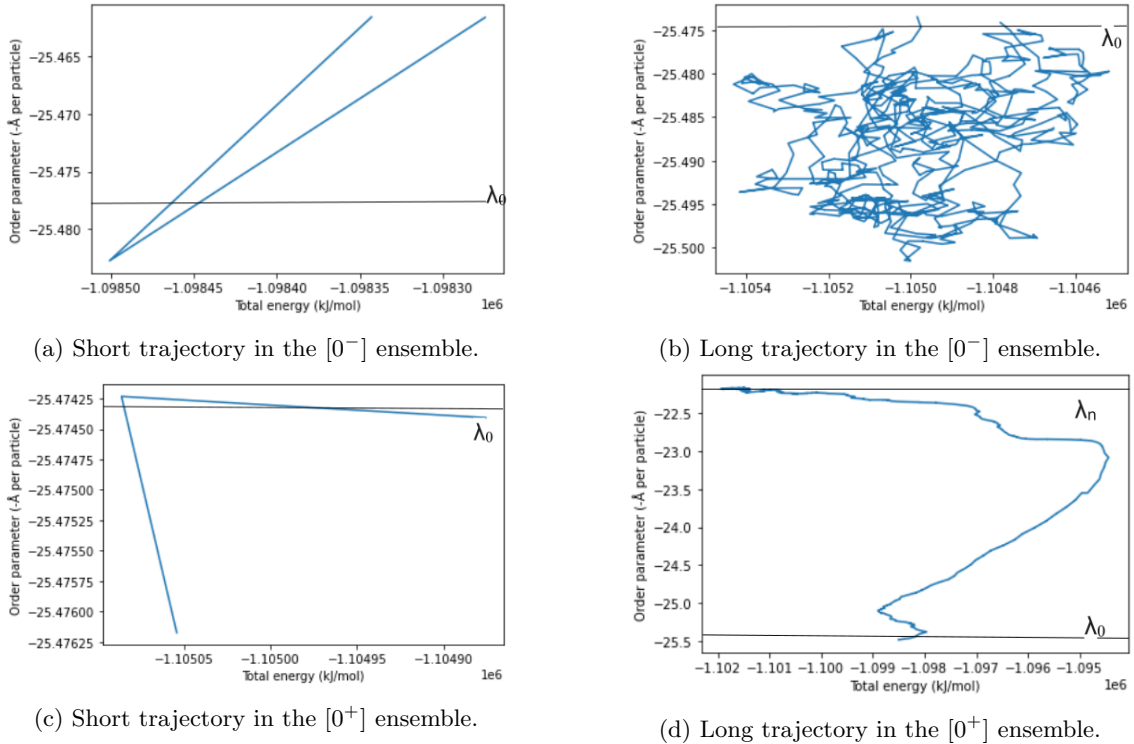 −25.465
−25.470
−25.475
−25.480
Order parameter (-Å per particle)
λ₀
−1.09850 −1.09845 −1.09840 −1.09835 −1.09830
Total energy (kJ/mol) 1e6
(a) Short trajectory in the [0⁻] ensemble.
−25.475
−25.480
−25.485
−25.490
−25.495
−25.500
Order parameter (-Å per particle)
λ₀
−1.1054 −1.1052 −1.1050 −1.1048 −1.1046
Total energy (kJ/mol) 1e6
(b) Long trajectory in the [0⁻] ensemble.
−25.47425
−25.47450
−25.47475
−25.47500
−25.47525
−25.47550
−25.47575
−25.47600
−25.47625
Order parameter (-Å per particle)
λ₀
−1.10505 −1.10500 −1.10495 −1.10490
Total energy (kJ/mol) 1e6
(c) Short trajectory in the [0⁺] ensemble.
−22.5
−23.0
−23.5
−24.0
−24.5
−25.0
−25.5
Order parameter (-Å per particle)
λₙ
λ₀
−1.102 −1.101 −1.100 −1.099 −1.098 −1.097 −1.096 −1.095
Total energy (kJ/mol) 1e6
(d) Long trajectory in the [0⁺] ensemble.